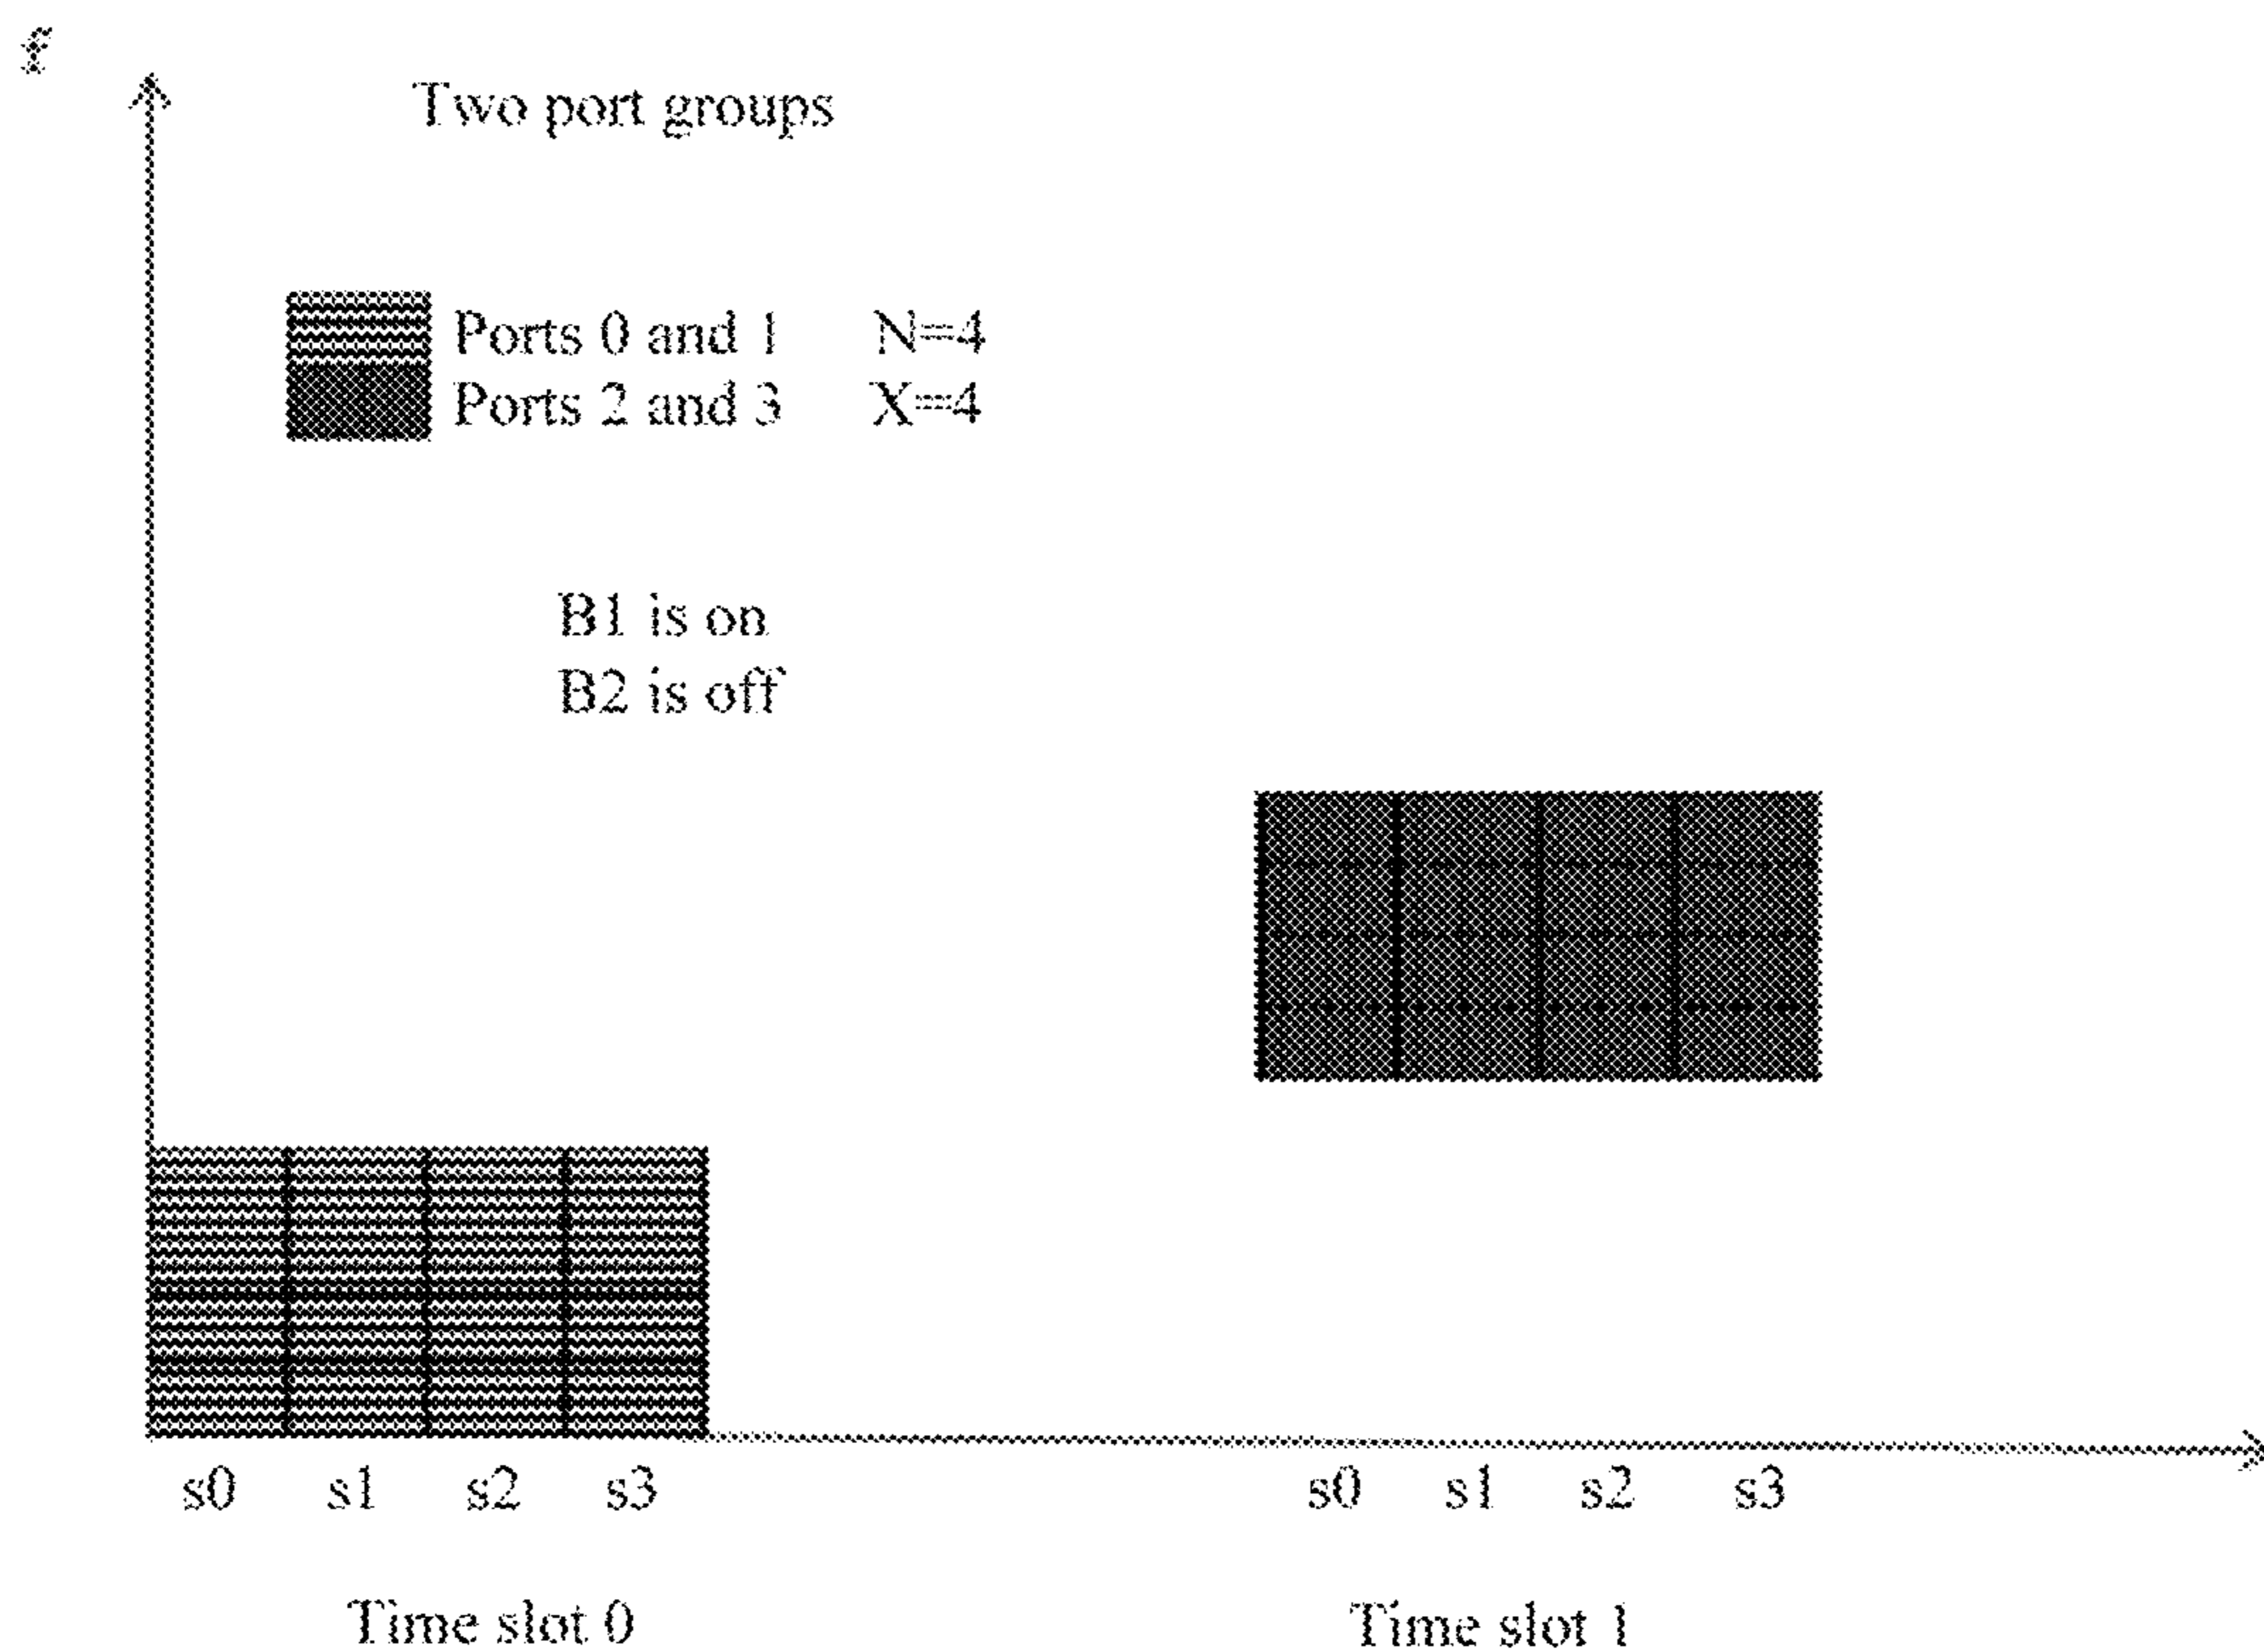 f
Two port groups
Ports 0 and 1 N=4
Ports 2 and 3 X=4
B1 is on
B2 is off
s0 s1 s2 s3 s0 s1 s2 s3
Time slot 0 Time slot 1